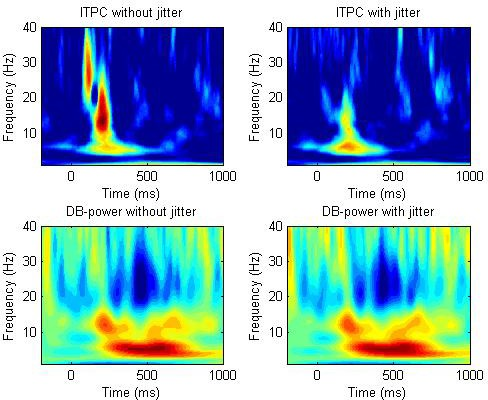 ITPC without jitter
40
30
20
10
Frequency (Hz)
0 500 1000
Time (ms)
ITPC with jitter
40
30
20
10
Frequency (Hz)
0 500 1000
Time (ms)
DB-power without jitter
40
30
20
10
Frequency (Hz)
0 500 1000
Time (ms)
DB-power with jitter
40
30
20
10
Frequency (Hz)
0 500 1000
Time (ms)